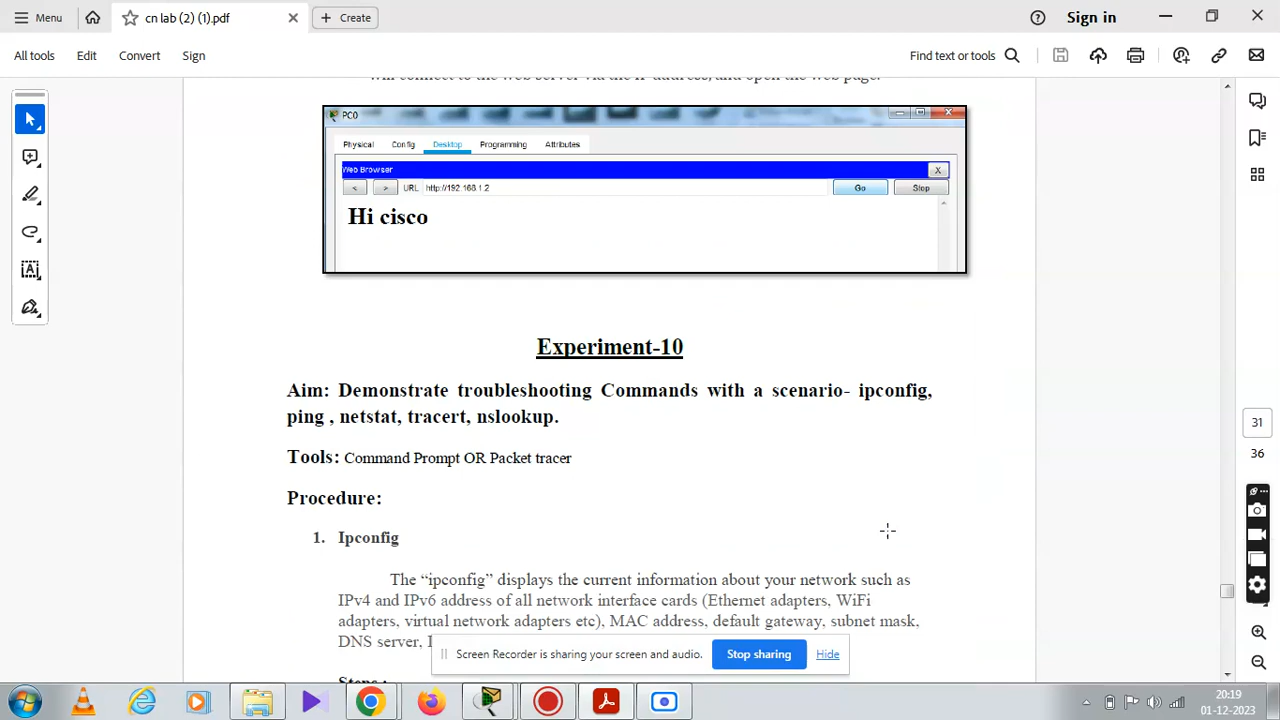 Menu
cn lab (2) (1).pdf
Create
Sign in
All tools Edit Convert Sign
Find text or tools
will connect to the web server via the IP address, and open the web page.
PC0
Physical Config Desktop Programming Attributes
Web Browser X
< > URL http://192.168.1.2 Go Stop
Hi cisco
Experiment-10
Aim: Demonstrate troubleshooting Commands with a scenario- ipconfig,
ping , netstat, tracert, nslookup.
Tools: Command Prompt OR Packet tracer
Procedure:
1. Ipconfig
The “ipconfig” displays the current information about your network such as
IPv4 and IPv6 address of all network interface cards (Ethernet adapters, WiFi
adapters, virtual network adapters etc), MAC address, default gateway, subnet mask,
DNS server,
Steps :
31
36
Screen Recorder is sharing your screen and audio. Stop sharing Hide
20:19
01-12-2023